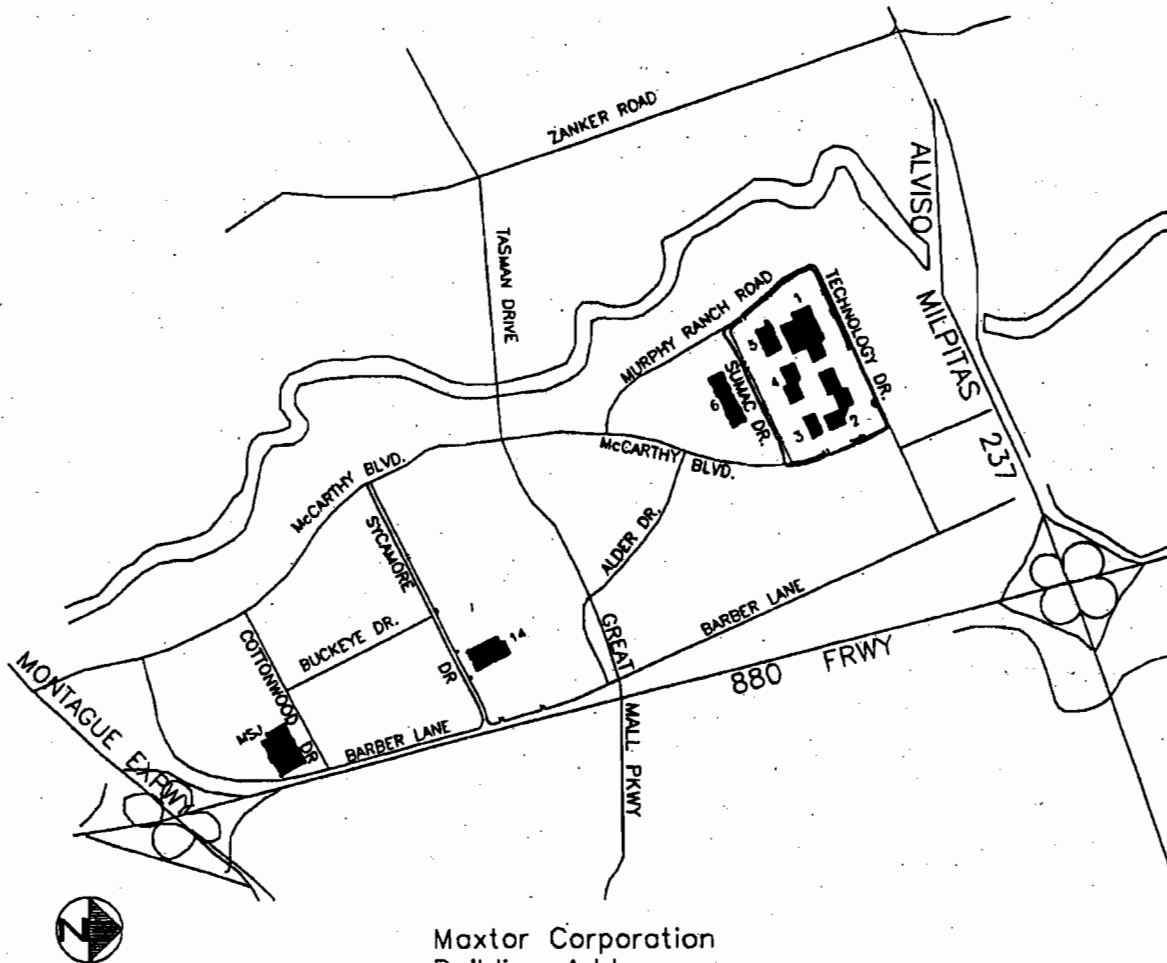 ZANKER ROAD
ALVISO
TASMAN DRIVE
TECHNOLOGY DR.
MURPHY RANCH ROAD
MILPITAS
1
5
SUMAC DR.
4
6
3
2
McCARTHY BLVD.
237
McCARTHY BLVD.
SYCAMORE
DR
ALDER DR.
BARBER LANE
GREAT
MALL PKWY
14
BUCKEYE DR.
COTTONWOOD DR
880 FRWY
MONTAGUE EXPWY
MSJ
BARBER LANE
N
Maxtor Corporation